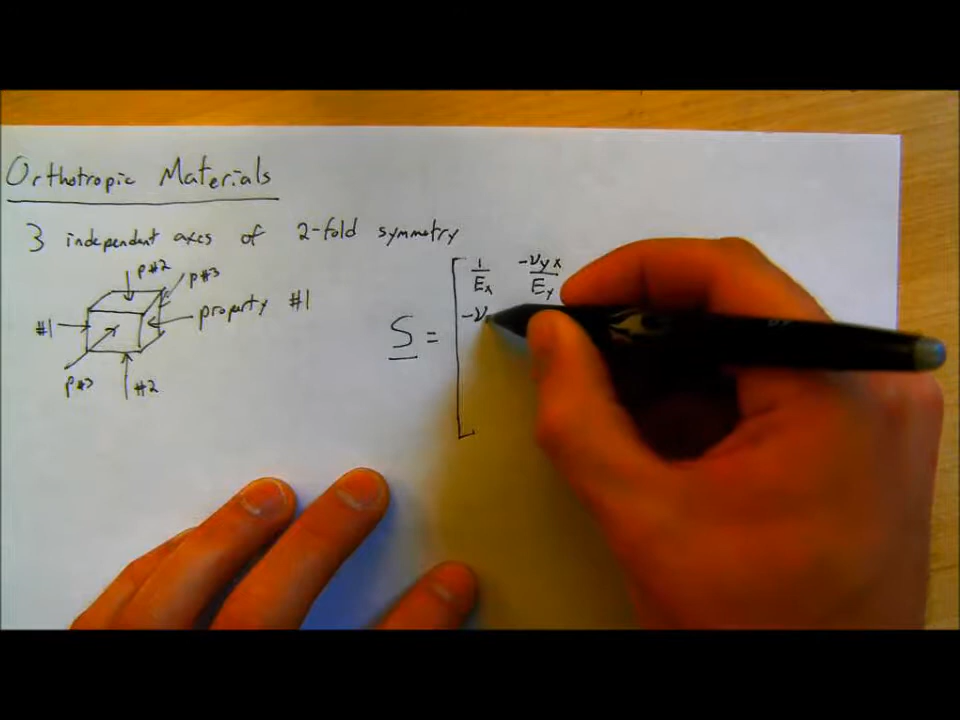 Orthotropic Materials
3 independent axes of 2-fold symmetry
P#2
P#3
#1
property #1
P#3
#2
S =
1/Ex -νyx/Ey
-ν